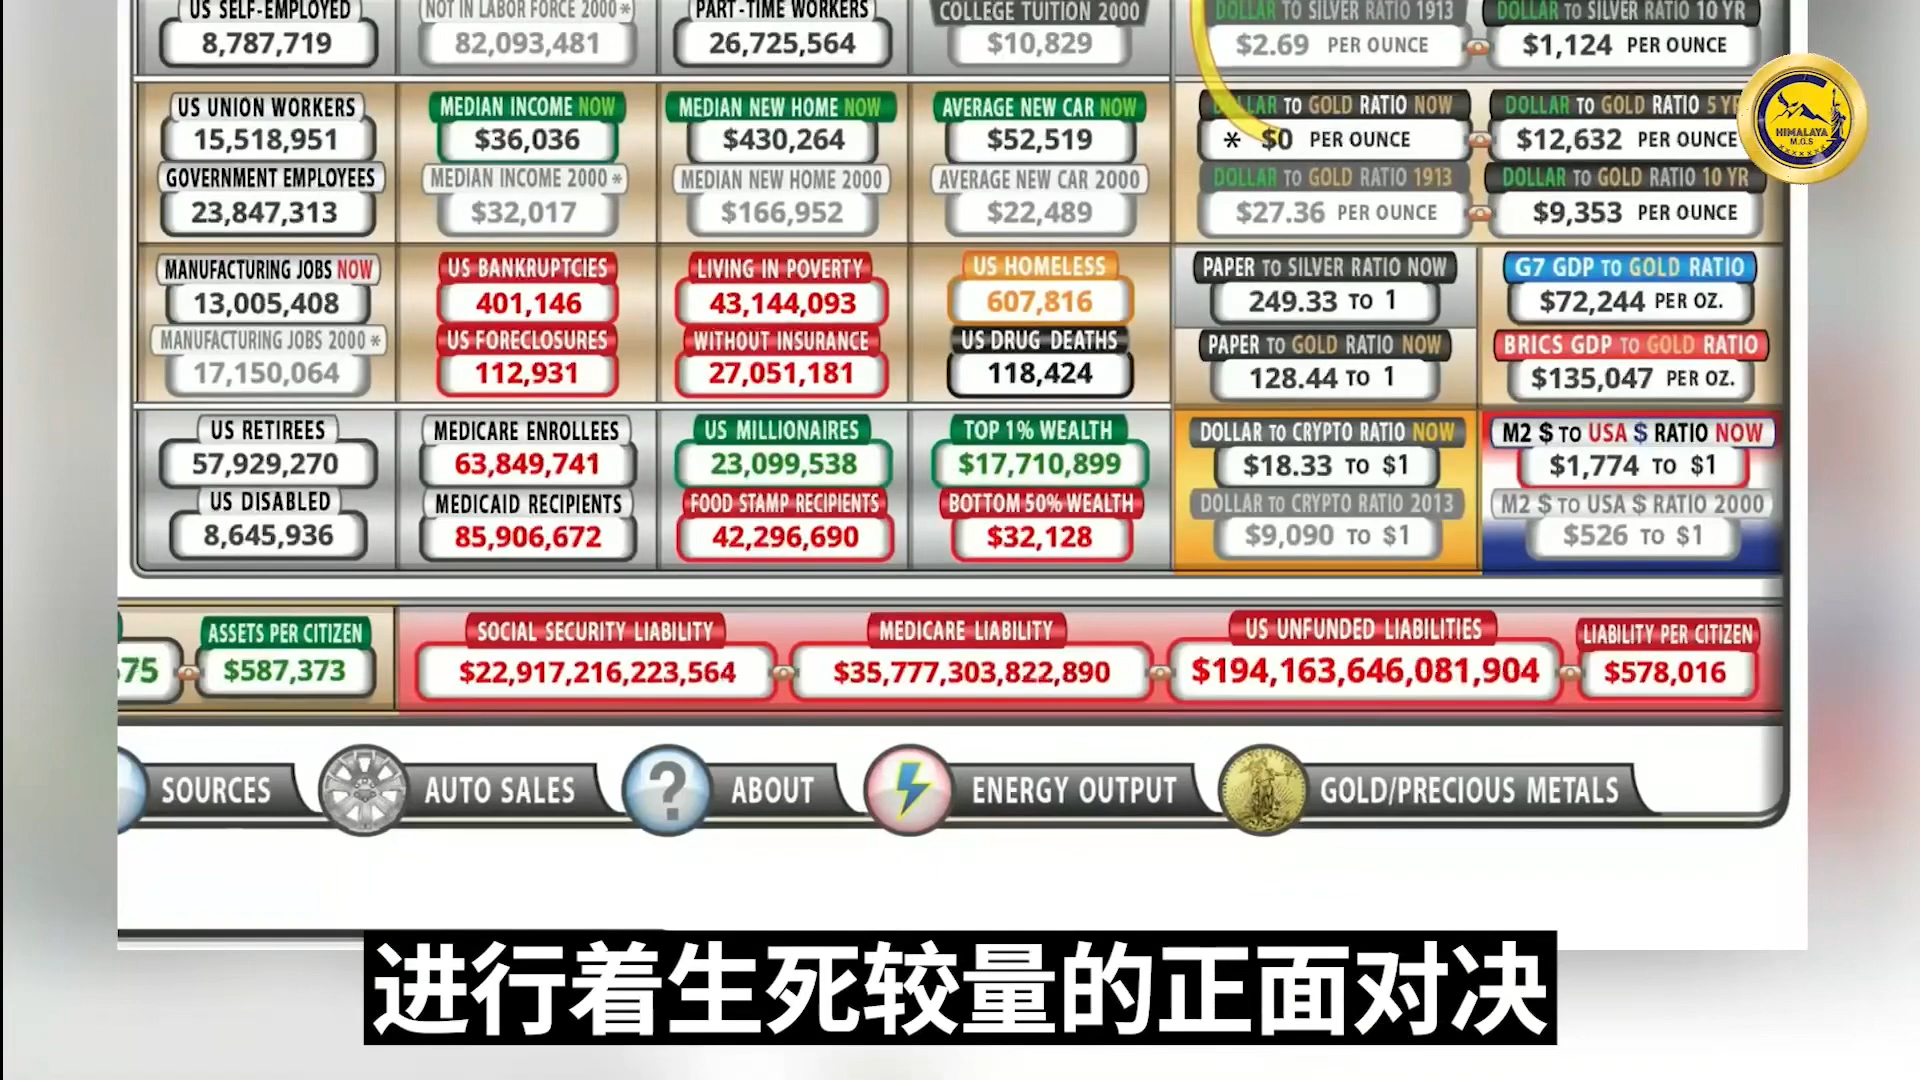 US SELF-EMPLOYED
8,787,719
NOT IN LABOR FORCE 2000 *
82,093,481
PART-TIME WORKERS
26,725,564
COLLEGE TUITION 2000
$10,829
DOLLAR TO SILVER RATIO 1913
$2.69 PER OUNCE
DOLLAR TO SILVER RATIO 10 YR
$1,124 PER OUNCE
US UNION WORKERS
15,518,951
GOVERNMENT EMPLOYEES
23,847,313
MEDIAN INCOME NOW
$36,036
MEDIAN INCOME 2000 *
$32,017
MEDIAN NEW HOME NOW
$430,264
MEDIAN NEW HOME 2000
$166,952
AVERAGE NEW CAR NOW
$52,519
AVERAGE NEW CAR 2000
$22,489
DOLLAR TO GOLD RATIO NOW
* $0 PER OUNCE
DOLLAR TO GOLD RATIO 1913
$27.36 PER OUNCE
DOLLAR TO GOLD RATIO 5 YR
$12,632 PER OUNCE
DOLLAR TO GOLD RATIO 10 YR
$9,353 PER OUNCE
HIMALAYA
M.O.S
MANUFACTURING JOBS NOW
13,005,408
MANUFACTURING JOBS 2000 *
17,150,064
US BANKRUPTCIES
401,146
US FORECLOSURES
112,931
LIVING IN POVERTY
43,144,093
WITHOUT INSURANCE
27,051,181
US HOMELESS
607,816
US DRUG DEATHS
118,424
PAPER TO SILVER RATIO NOW
249.33 TO 1
PAPER TO GOLD RATIO NOW
128.44 TO 1
G7 GDP TO GOLD RATIO
$72,244 PER OZ.
BRICS GDP TO GOLD RATIO
$135,047 PER OZ.
US RETIREES
57,929,270
US DISABLED
8,645,936
MEDICARE ENROLLEES
63,849,741
MEDICAID RECIPIENTS
85,906,672
US MILLIONAIRES
23,099,538
FOOD STAMP RECIPIENTS
42,296,690
TOP 1% WEALTH
$17,710,899
BOTTOM 50% WEALTH
$32,128
DOLLAR TO CRYPTO RATIO NOW
$18.33 TO $1
DOLLAR TO CRYPTO RATIO 2013
$9,090 TO $1
M2 $ TO USA $ RATIO NOW
$1,774 TO $1
M2 $ TO USA $ RATIO 2000
$526 TO $1
75
ASSETS PER CITIZEN
$587,373
SOCIAL SECURITY LIABILITY
$22,917,216,223,564
MEDICARE LIABILITY
$35,777,303,822,890
US UNFUNDED LIABILITIES
$194,163,646,081,904
LIABILITY PER CITIZEN
$578,016
SOURCES
AUTO SALES
?
ABOUT
ENERGY OUTPUT
GOLD/PRECIOUS METALS
进行着生死较量的正面对决